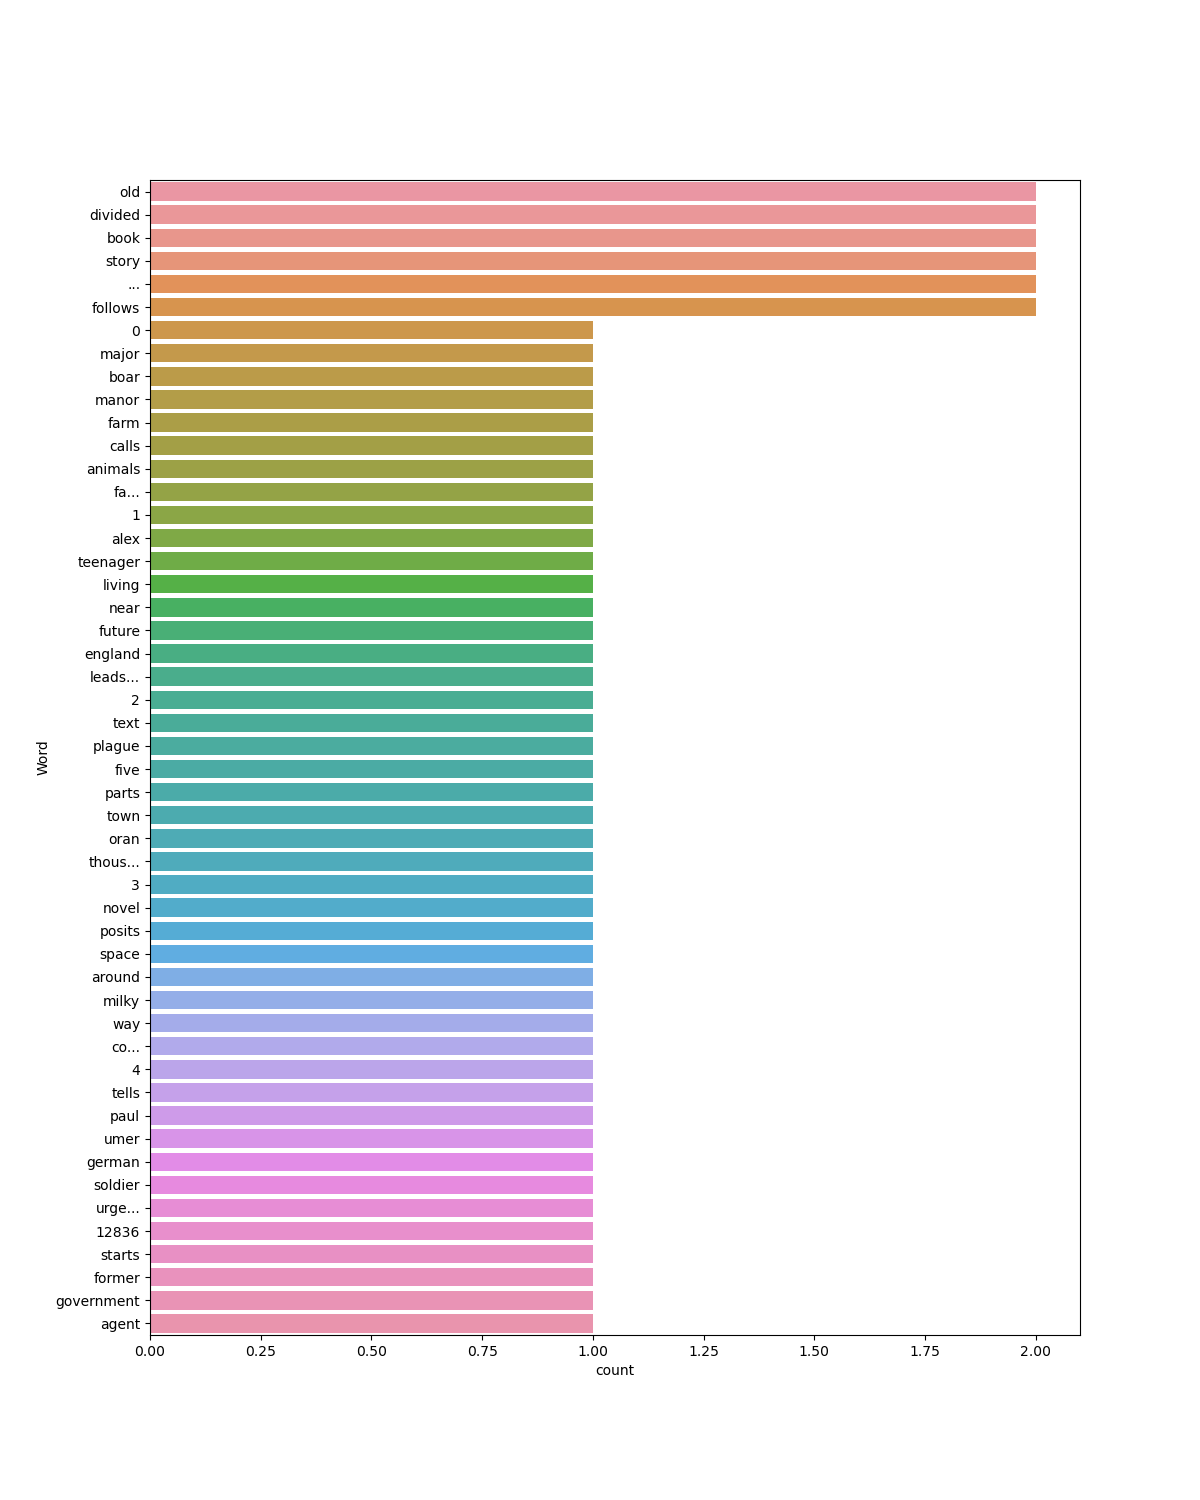 old
divided
book
story
...
follows
0
major
boar
manor
farm
calls
animals
fa...
1
alex
teenager
living
near
future
england
leads...
2
text
plague
five
parts
town
oran
thous...
3
novel
posits
space
around
milky
way
co...
4
tells
paul
umer
german
soldier
urge...
12836
starts
former
government
agent
Word
0.00 0.25 0.50 0.75 1.00 1.25 1.50 1.75 2.00
count